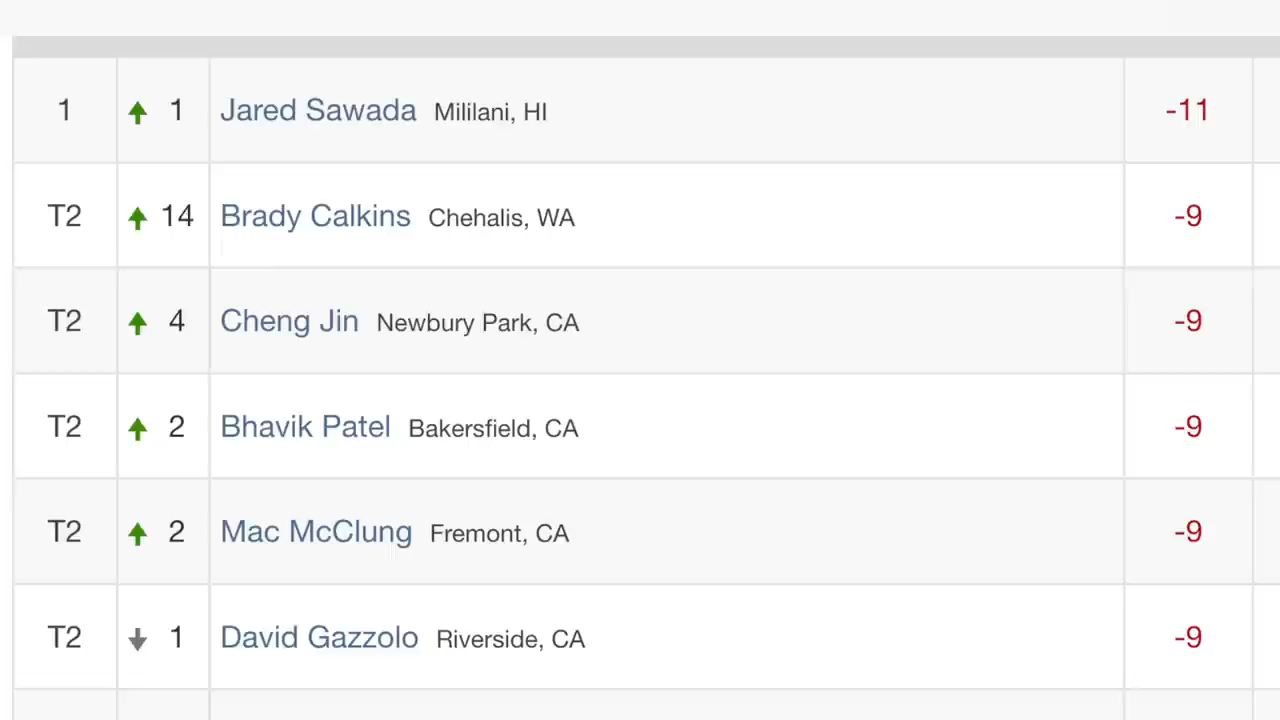 1 1 Jared Sawada Mililani, HI -11
T2 14 Brady Calkins Chehalis, WA -9
T2 4 Cheng Jin Newbury Park, CA -9
T2 2 Bhavik Patel Bakersfield, CA -9
T2 2 Mac McClung Fremont, CA -9
T2 1 David Gazzolo Riverside, CA -9